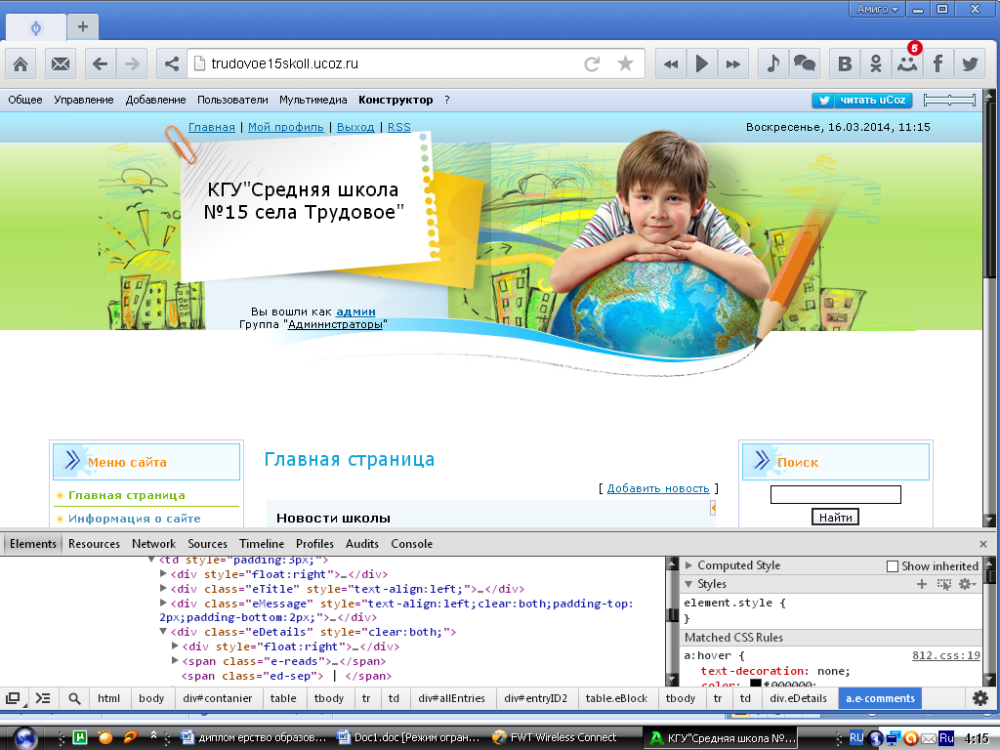 Амиго
trudovoe15skoll.ucoz.ru
5
Общее Управление Добавление Пользователи Мультимедиа Конструктор ?
читать uCoz
Главная | Мой профиль | Выход | RSS
Воскресенье, 16.03.2014, 11:15
КГУ"Средняя школа
№15 села Трудовое"
Вы вошли как админ
Группа "Администраторы"
Меню сайта
Главная страница
Информация о сайте
Главная страница
[ Добавить новость ]
Новости школы
Поиск
Найти
Elements Resources Network Sources Timeline Profiles Audits Console
<td style="padding:3px;">
<div style="float:right">…</div>
<div class="eTitle" style="text-align:left;">…</div>
<div class="eMessage" style="text-align:left;clear:both;padding-top:
2px;padding-bottom:2px;">…</div>
<div class="eDetails" style="clear:both;">
<div style="float:right">…</div>
<span class="e-reads">…</span>
<span class="ed-sep"> | </span>
Computed Style
Show inherited
Styles
element.style {
}
Matched CSS Rules
a:hover {
812.css:19
text-decoration: none;
color: #000000;
html body div#contanier table tbody tr td div#allEntries div#entryID2 table.eBlock tbody tr td div.eDetails a.e-comments
диплом ерство образов... Doc1.doc [Режим огран... FWT Wireless Connect КГУ"Средняя школа №... RU Ru 4:15